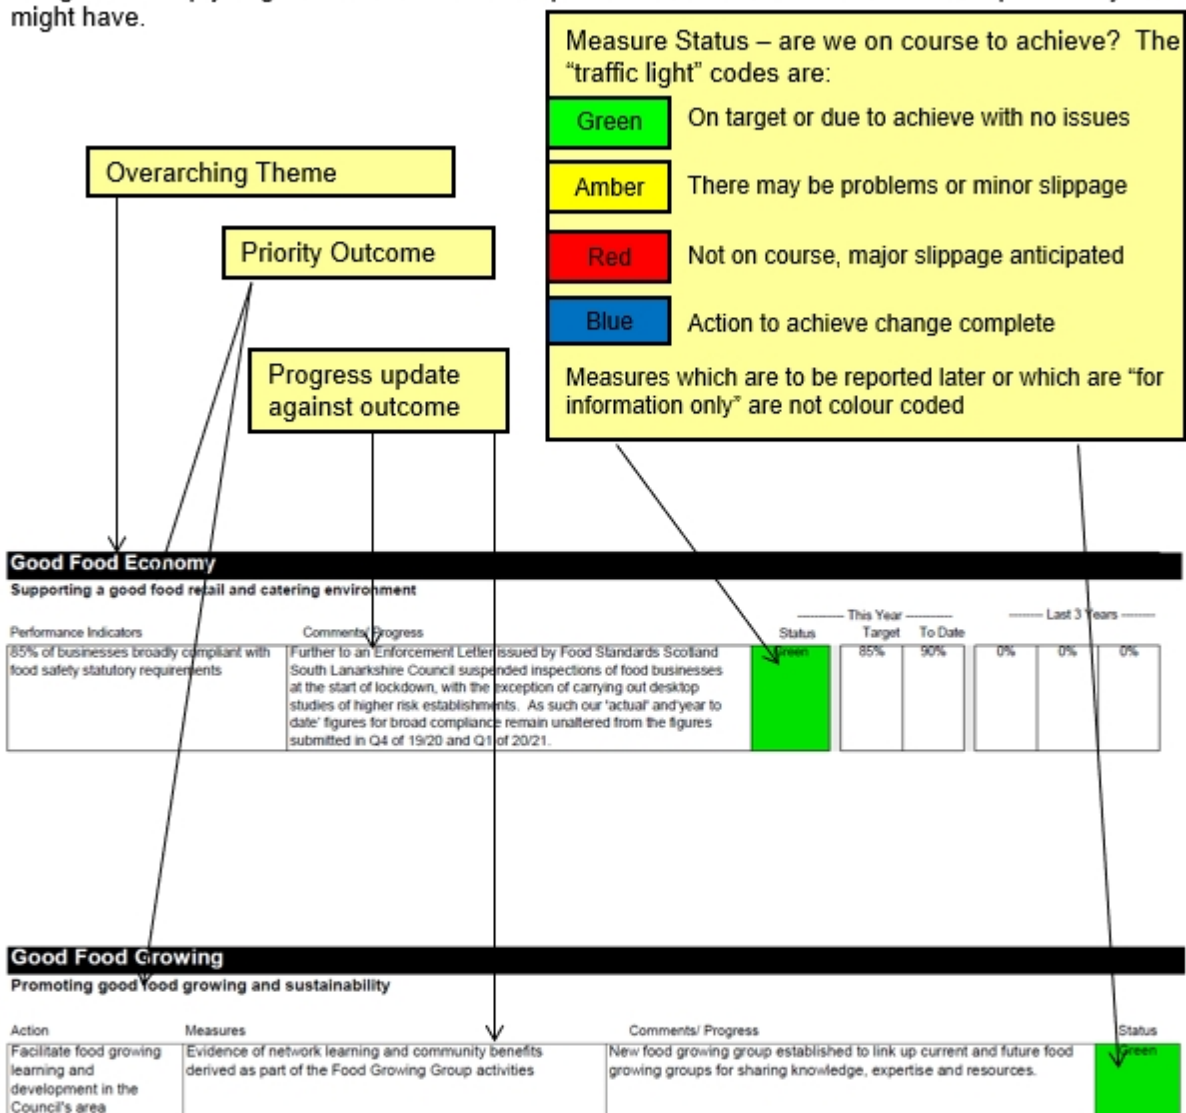 might have.
Measure Status – are we on course to achieve? The
“traffic light” codes are:
Green On target or due to achieve with no issues
Amber There may be problems or minor slippage
Red Not on course, major slippage anticipated
Blue Action to achieve change complete
Measures which are to be reported later or which are “for
information only” are not colour coded
Overarching Theme
Priority Outcome
Progress update
against outcome
Good Food Economy
Supporting a good food retail and catering environment
---------- This Year ---------- -------- Last 3 Years --------
Performance Indicators Comments/ Progress Status Target To Date
85% of businesses broadly compliant with
food safety statutory requirements
Further to an Enforcement Letter issued by Food Standards Scotland
South Lanarkshire Council suspended inspections of food businesses
at the start of lockdown, with the exception of carrying out desktop
studies of higher risk establishments. As such our 'actual' and'year to
date' figures for broad compliance remain unaltered from the figures
submitted in Q4 of 19/20 and Q1 of 20/21.
Green 85% 90% 0% 0% 0%
Good Food Growing
Promoting good food growing and sustainability
Action Measures Comments/ Progress Status
Facilitate food growing
learning and
development in the
Council's area
Evidence of network learning and community benefits
derived as part of the Food Growing Group activities
New food growing group established to link up current and future food
growing groups for sharing knowledge, expertise and resources.
Green